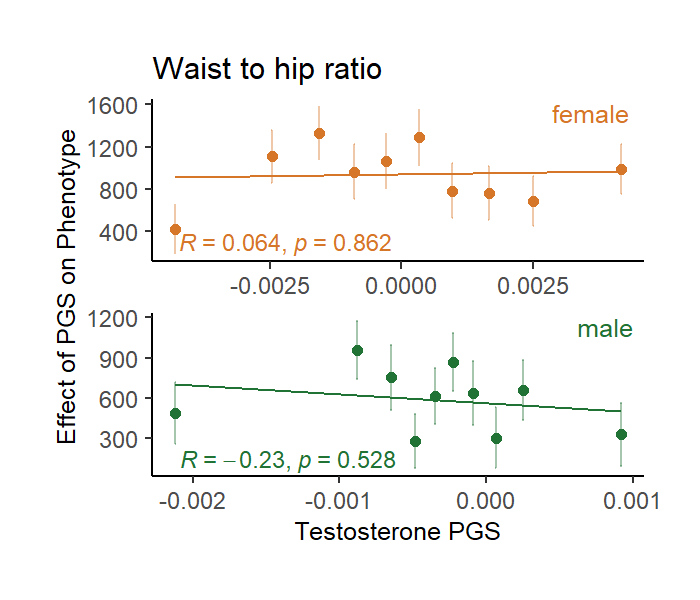 Waist to hip ratio
Effect of PGS on Phenotype
1600
1200
800
400
female
R = 0.064, p = 0.862
-0.0025
0.0000
0.0025
1200
900
600
300
male
R = −0.23, p = 0.528
-0.002
-0.001
0.000
0.001
Testosterone PGS